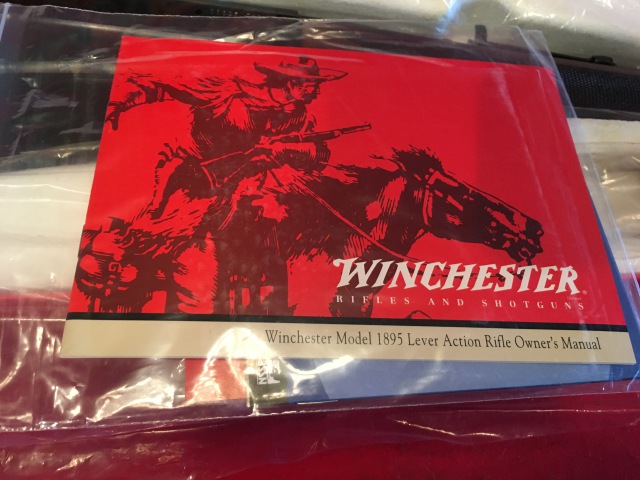 WINCHESTER
RIFLES AND SHOTGUNS
Winchester Model 1895 Lever Action Rifle Owner's Manual